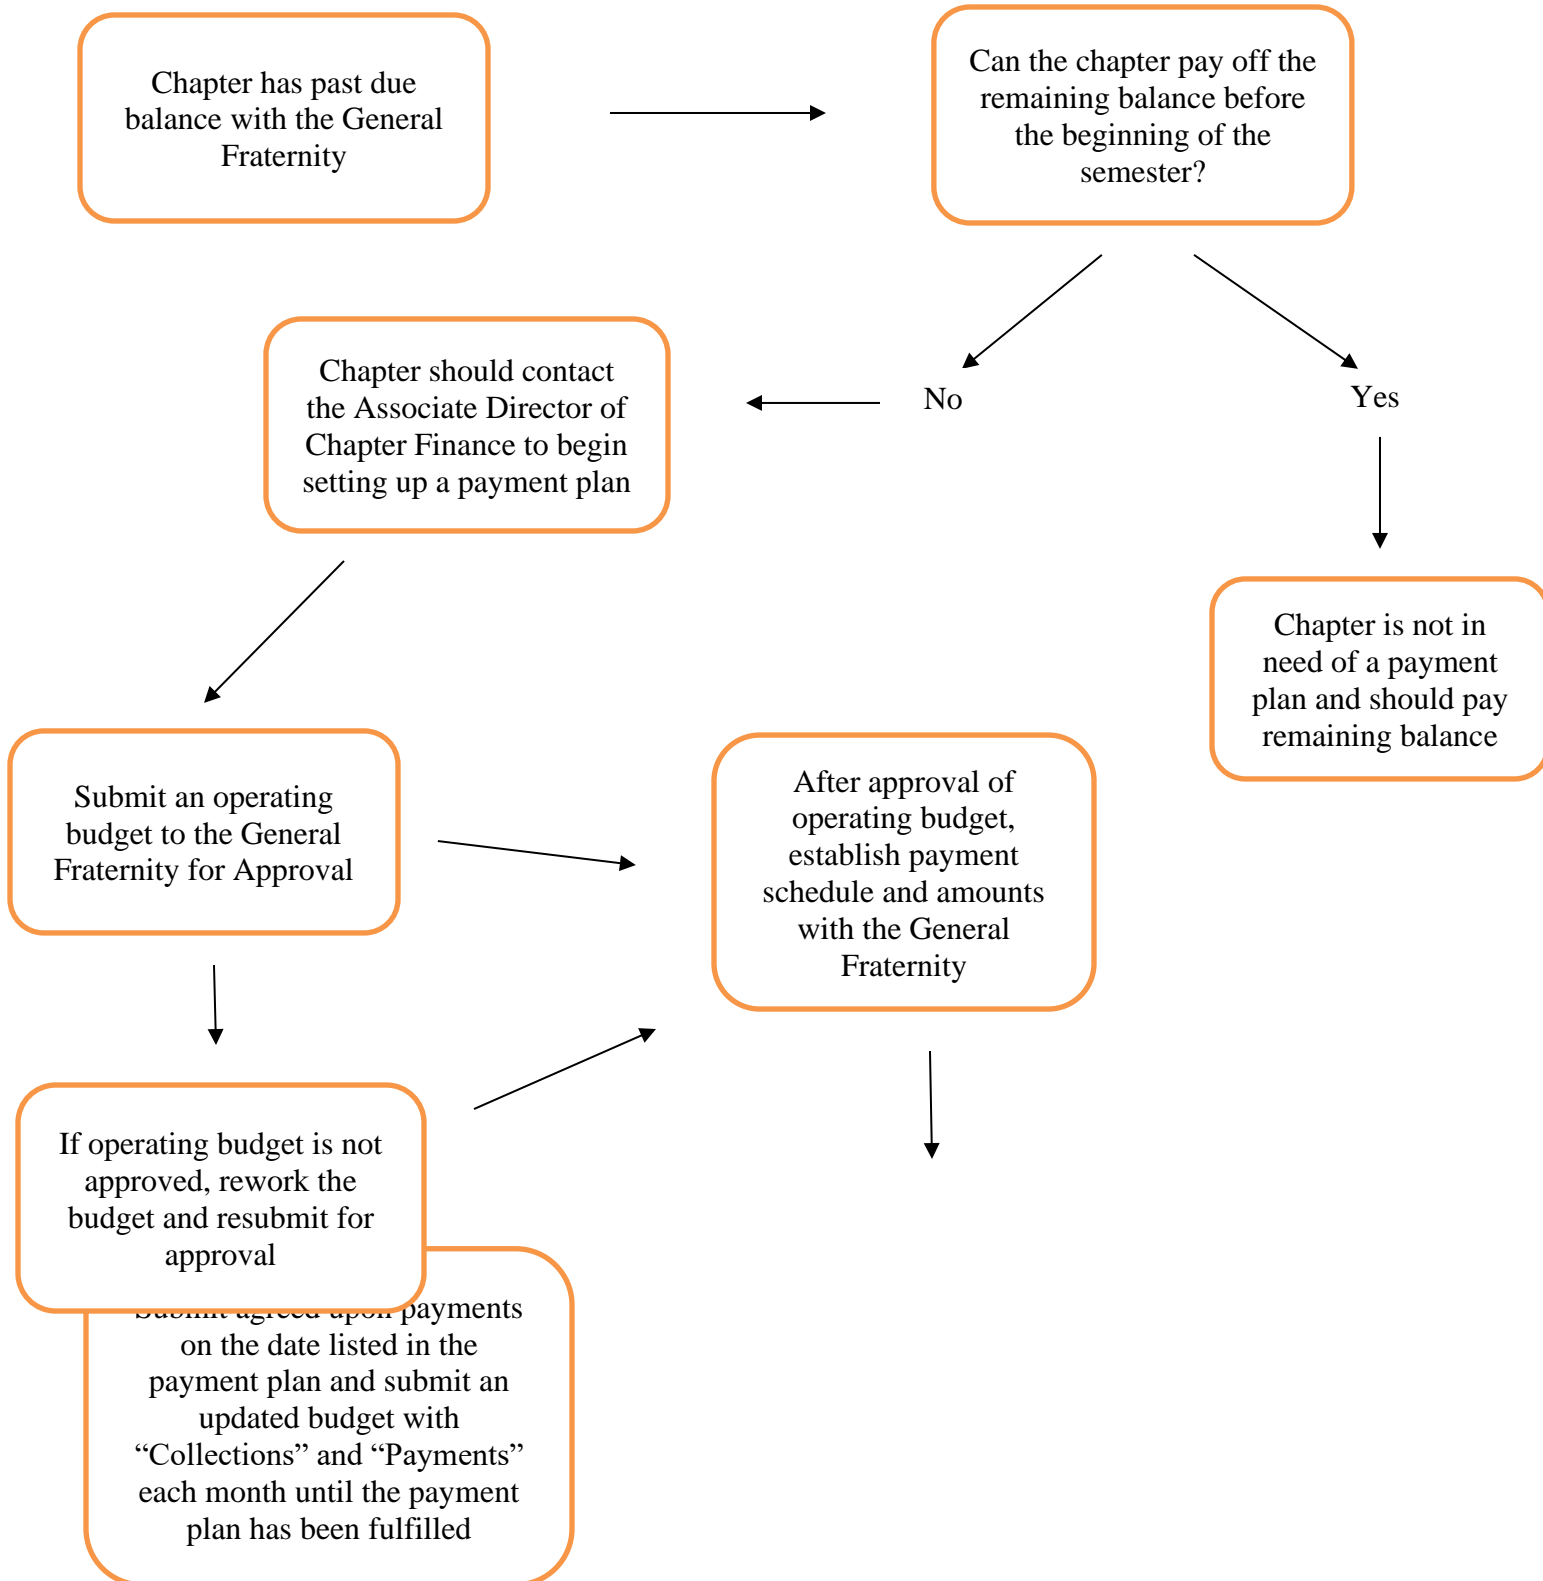 Chapter has past due
balance with the General
Fraternity
Can the chapter pay off the
remaining balance before
the beginning of the
semester?
No
Yes
Chapter should contact
the Associate Director of
Chapter Finance to begin
setting up a payment plan
Chapter is not in
need of a payment
plan and should pay
remaining balance
Submit an operating
budget to the General
Fraternity for Approval
After approval of
operating budget,
establish payment
schedule and amounts
with the General
Fraternity
If operating budget is not
approved, rework the
budget and resubmit for
approval
Submit agreed upon payments
on the date listed in the
payment plan and submit an
updated budget with
“Collections” and “Payments”
each month until the payment
plan has been fulfilled